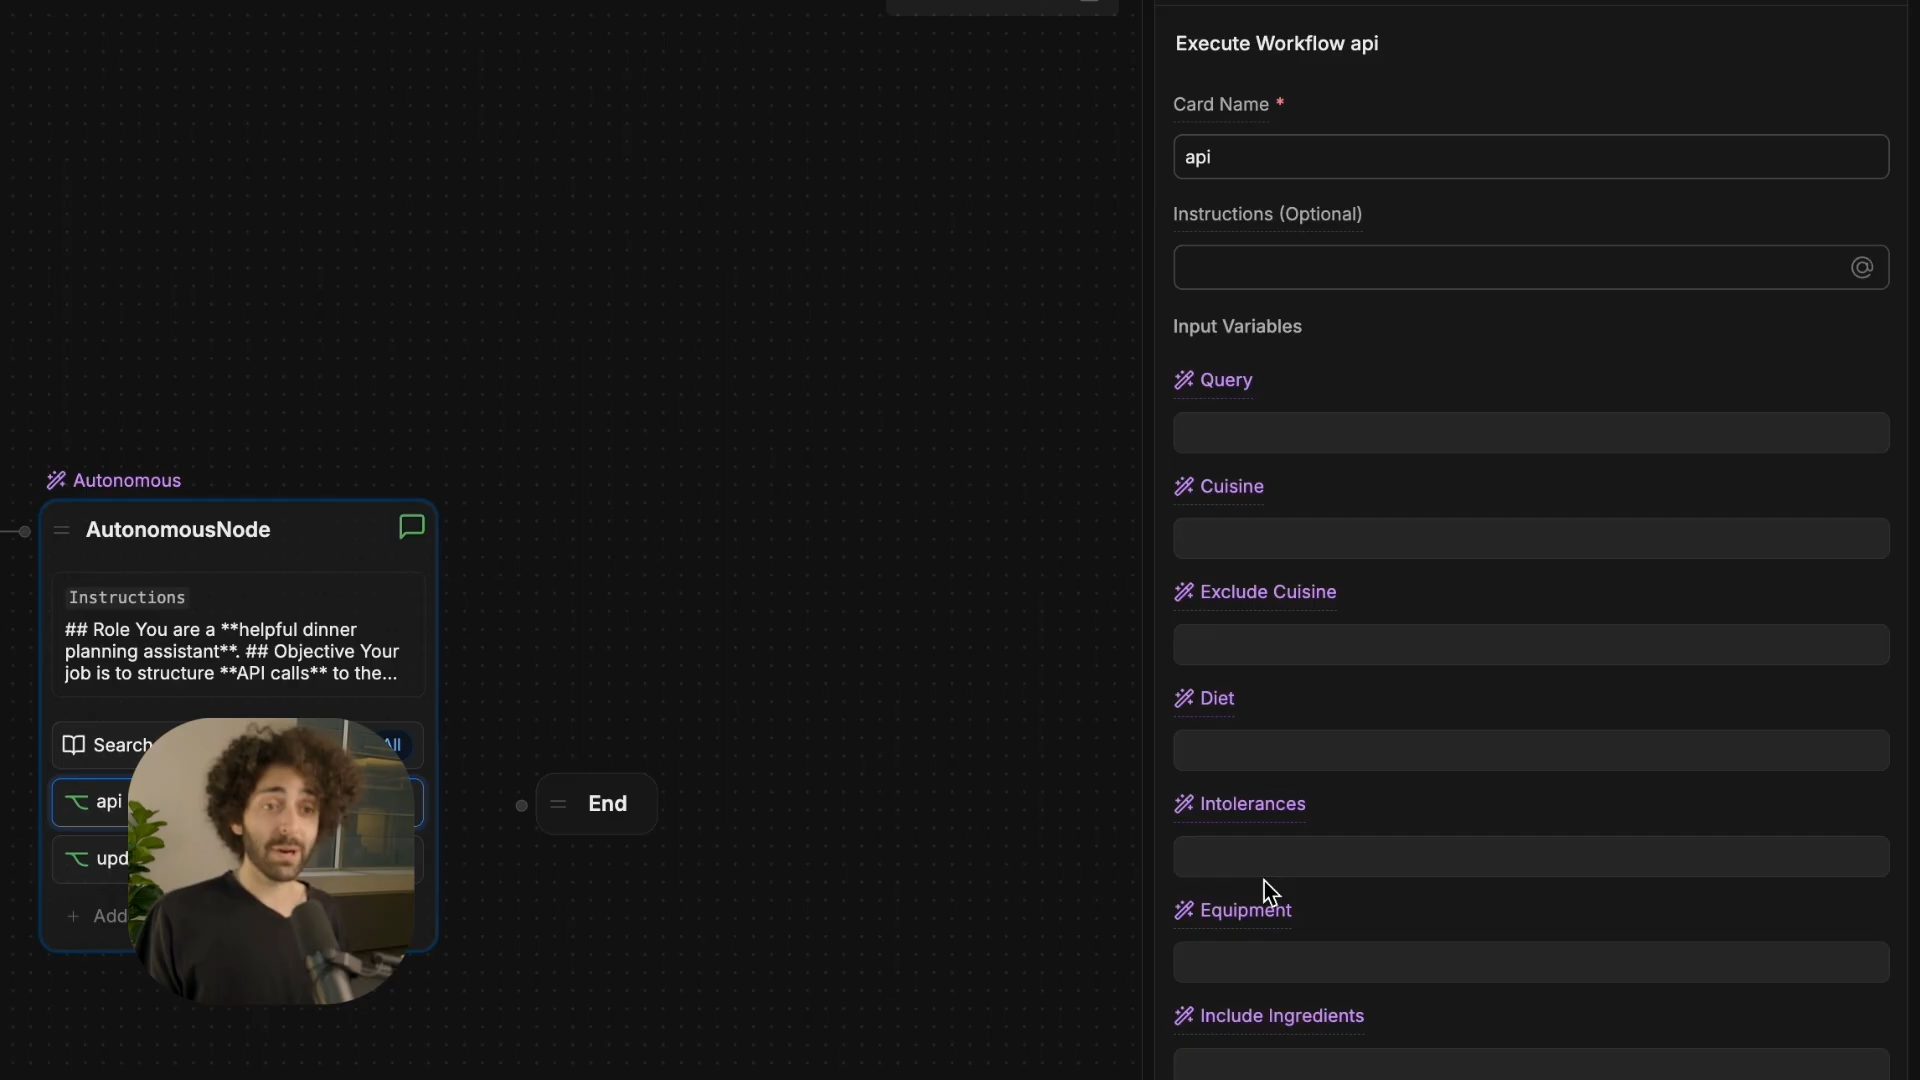 Autonomous
AutonomousNode
Instructions
## Role You are a **helpful dinner
planning assistant**. ## Objective Your
job is to structure **API calls** to the...
Search
All
api
upd
+ Add
End
Execute Workflow api
Card Name *
api
Instructions (Optional)
@
Input Variables
Query
Cuisine
Exclude Cuisine
Diet
Intolerances
Equipment
Include Ingredients